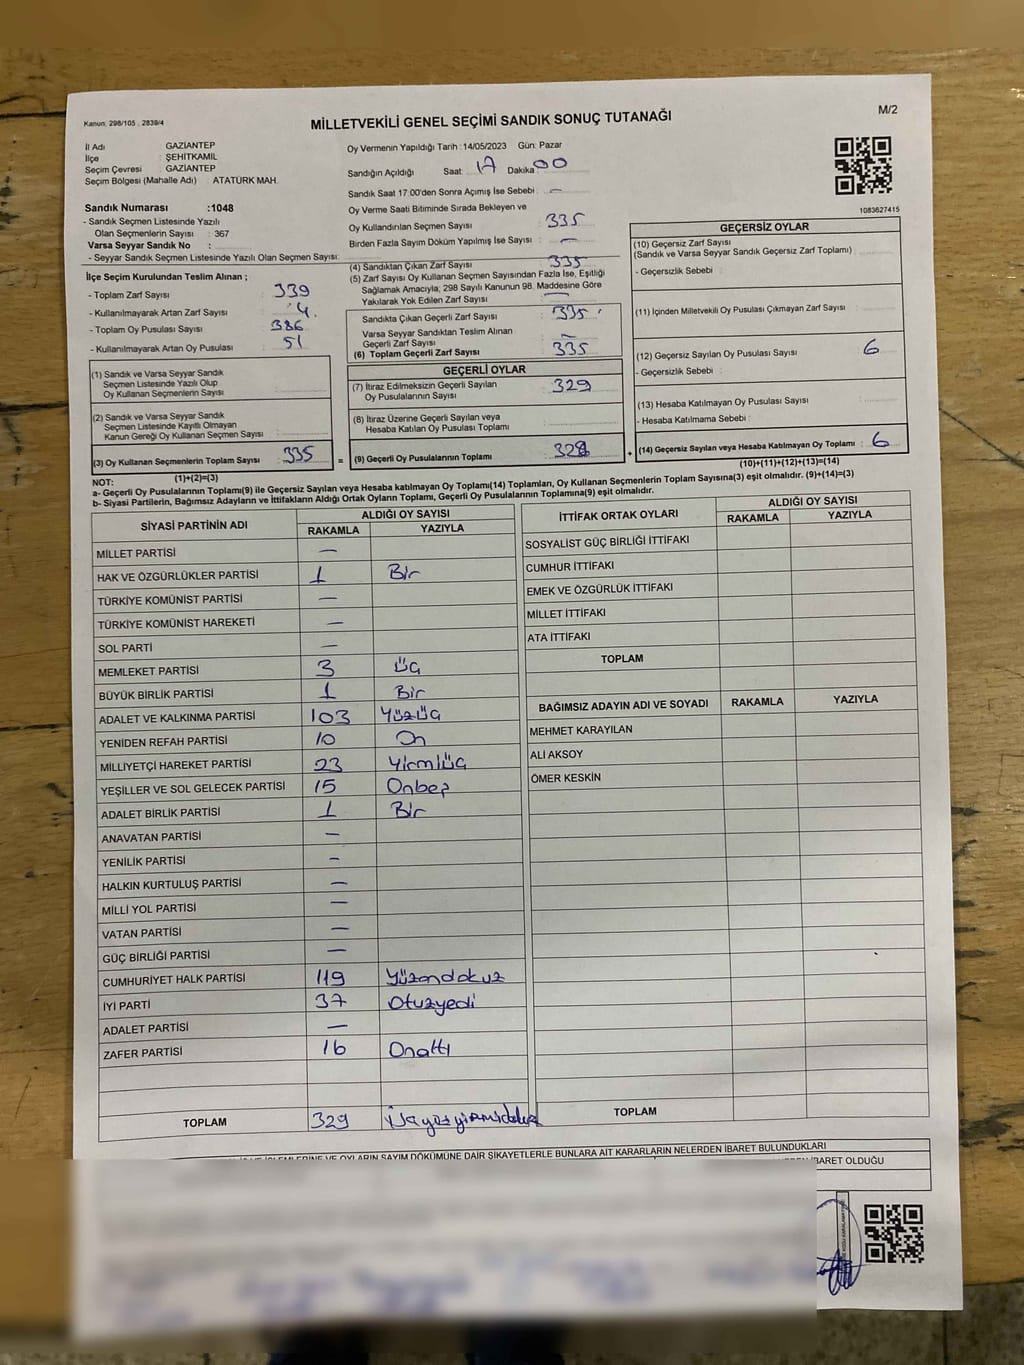 Kanun: 298/105 , 2839/4
MİLLETVEKİLİ GENEL SEÇİMİ SANDIK SONUÇ TUTANAĞI
M/2
İl Adı : GAZİANTEP
İlçe : ŞEHİTKAMİL
Seçim Çevresi : GAZİANTEP
Seçim Bölgesi (Mahalle Adı) : ATATÜRK MAH.
Sandık Numarası :1048
- Sandık Seçmen Listesinde Yazılı
Olan Seçmenlerin Sayısı : 367
Varsa Seyyar Sandık No :
- Seyyar Sandık Seçmen Listesinde Yazılı Olan Seçmen Sayısı:
İlçe Seçim Kurulundan Teslim Alınan ;
- Toplam Zarf Sayısı : 339
- Kullanılmayarak Artan Zarf Sayısı : 4
- Toplam Oy Pusulası Sayısı : 386
- Kullanılmayarak Artan Oy Pusulası : 51
(1) Sandık ve Varsa Seyyar Sandık
Seçmen Listesinde Yazılı Olup
Oy Kullanan Seçmenlerin Sayısı :
(2) Sandık ve Varsa Seyyar Sandık
Seçmen Listesinde Kayıtlı Olmayan
Kanun Gereği Oy Kullanan Seçmen Sayısı :
(3) Oy Kullanan Seçmenlerin Toplam Sayısı : 335
(1)+(2)=(3)
Oy Vermenin Yapıldığı Tarih :14/05/2023 Gün: Pazar
Sandığın Açıldığı Saat: 17 Dakika: 00
Sandık Saat 17:00'den Sonra Açımış İse Sebebi : —
Oy Verme Saati Bitiminde Sırada Bekleyen ve
Oy Kullandırılan Seçmen Sayısı : 335
Birden Fazla Sayım Döküm Yapılmış İse Sayısı : —
(4) Sandıktan Çıkan Zarf Sayısı : 335
(5) Zarf Sayısı Oy Kullanan Seçmen Sayısından Fazla İse, Eşitliği
Sağlamak Amacıyla, 298 Sayılı Kanunun 98. Maddesine Göre
Yakılarak Yok Edilen Zarf Sayısı : —
Sandıkta Çıkan Geçerli Zarf Sayısı : 335
Varsa Seyyar Sandıktan Teslim Alınan
Geçerli Zarf Sayısı : —
(6) Toplam Geçerli Zarf Sayısı : 335
GEÇERLİ OYLAR
(7) İtiraz Edilmeksizin Geçerli Sayılan
Oy Pusulalarının Sayısı : 329
(8) İtiraz Üzerine Geçerli Sayılan veya
Hesaba Katılan Oy Pusulası Toplamı :
= (9) Geçerli Oy Pusulalarının Toplamı : 329
1083627415
GEÇERSİZ OYLAR
(10) Geçersiz Zarf Sayısı
(Sandık ve Varsa Seyyar Sandık Geçersiz Zarf Toplamı) :
- Geçersizlik Sebebi :
(11) İçinden Milletvekili Oy Pusulası Çıkmayan Zarf Sayısı :
(12) Geçersiz Sayılan Oy Pusulası Sayısı : 6
- Geçersizlik Sebebi :
(13) Hesaba Katılmayan Oy Pusulası Sayısı :
- Hesaba Katılmama Sebebi :
+ (14) Geçersiz Sayılan veya Hesaba Katılmayan Oy Toplamı : 6
(10)+(11)+(12)+(13)=(14)
NOT:
a- Geçerli Oy Pusulasının Toplamı(9) ile Geçersiz Sayılan veya Hesaba katılmayan Oy Toplamı(14) Toplamları, Oy Kullanan Seçmenlerin Toplam Sayısına(3) eşit olmalıdır. (9)+(14)=(3)
b- Siyasi Partilerin, Bağımsız Adayların ve İttifakların Aldığı Ortak Oyların Toplamı, Geçerli Oy Pusulalarının Toplamına(9) eşit olmalıdır.
SİYASİ PARTİNİN ADI ALDIĞI OY SAYISI
RAKAMLA YAZIYLA
MİLLET PARTİSİ —
HAK VE ÖZGÜRLÜKLER PARTİSİ 1 Bir
TÜRKİYE KOMÜNİST PARTİSİ —
TÜRKİYE KOMÜNİST HAREKETİ —
SOL PARTİ —
MEMLEKET PARTİSİ 3 Üç
BÜYÜK BİRLİK PARTİSİ 1 Bir
ADALET VE KALKINMA PARTİSİ 103 Yüzüç
YENİDEN REFAH PARTİSİ 10 On
MİLLİYETÇİ HAREKET PARTİSİ 23 Yirmiüç
YEŞİLLER VE SOL GELECEK PARTİSİ 15 Onbeş
ADALET BİRLİK PARTİSİ 1 Bir
ANAVATAN PARTİSİ —
YENİLİK PARTİSİ —
HALKIN KURTULUŞ PARTİSİ —
MİLLİ YOL PARTİSİ —
VATAN PARTİSİ —
GÜÇ BİRLİĞİ PARTİSİ —
CUMHURİYET HALK PARTİSİ 119 Yüzondokuz
İYİ PARTİ 37 Otuzyedi
ADALET PARTİSİ —
ZAFER PARTİSİ 16 Onaltı
TOPLAM 329
İTTİFAK ORTAK OYLARI ALDIĞI OY SAYISI
RAKAMLA YAZIYLA
SOSYALİST GÜÇ BİRLİĞİ İTTİFAKI
CUMHUR İTTİFAKI
EMEK VE ÖZGÜRLÜK İTTİFAKI
MİLLET İTTİFAKI
ATA İTTİFAKI
TOPLAM
BAĞIMSIZ ADAYIN ADI VE SOYADI RAKAMLA YAZIYLA
MEHMET KARAYILAN
ALİ AKSOY
ÖMER KESKİN
TOPLAM
VE OYLARIN SAYIM DÖKÜMÜNE DAİR ŞİKAYETLERLE BUNLARA AİT KARARLARIN NELERDEN İBARET BULUNDUKLARI
İBARET OLDUĞU